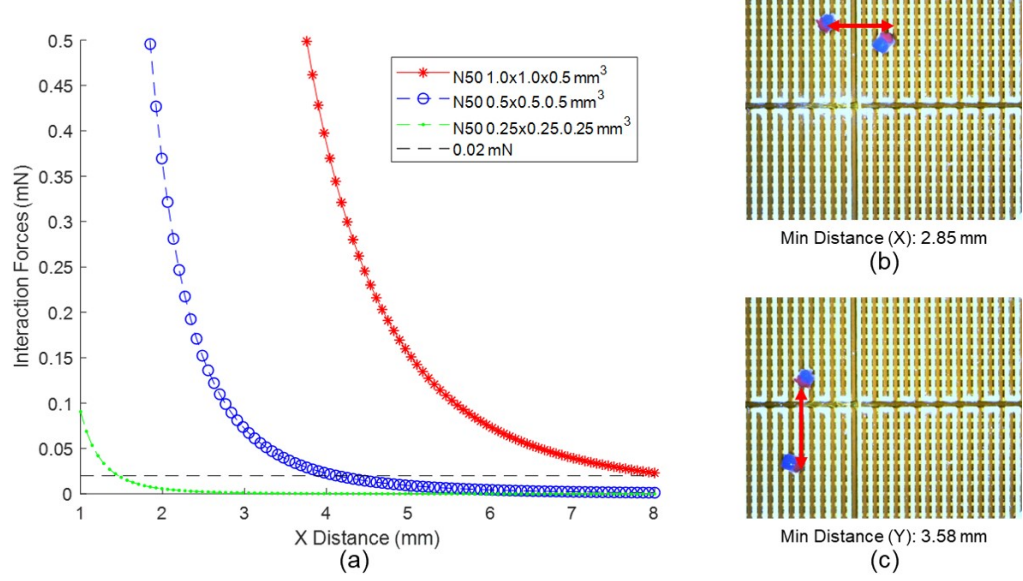 0.5
0.45
0.4
0.35
0.3
0.25
0.2
0.15
0.1
0.05
0
Interaction Forces (mN)
N50 1.0x1.0x0.5 mm³
N50 0.5x0.5.0.5 mm³
N50 0.25x0.25.0.25 mm³
0.02 mN
1 2 3 4 5 6 7 8
X Distance (mm)
(a)
Min Distance (X): 2.85 mm
(b)
Min Distance (Y): 3.58 mm
(c)